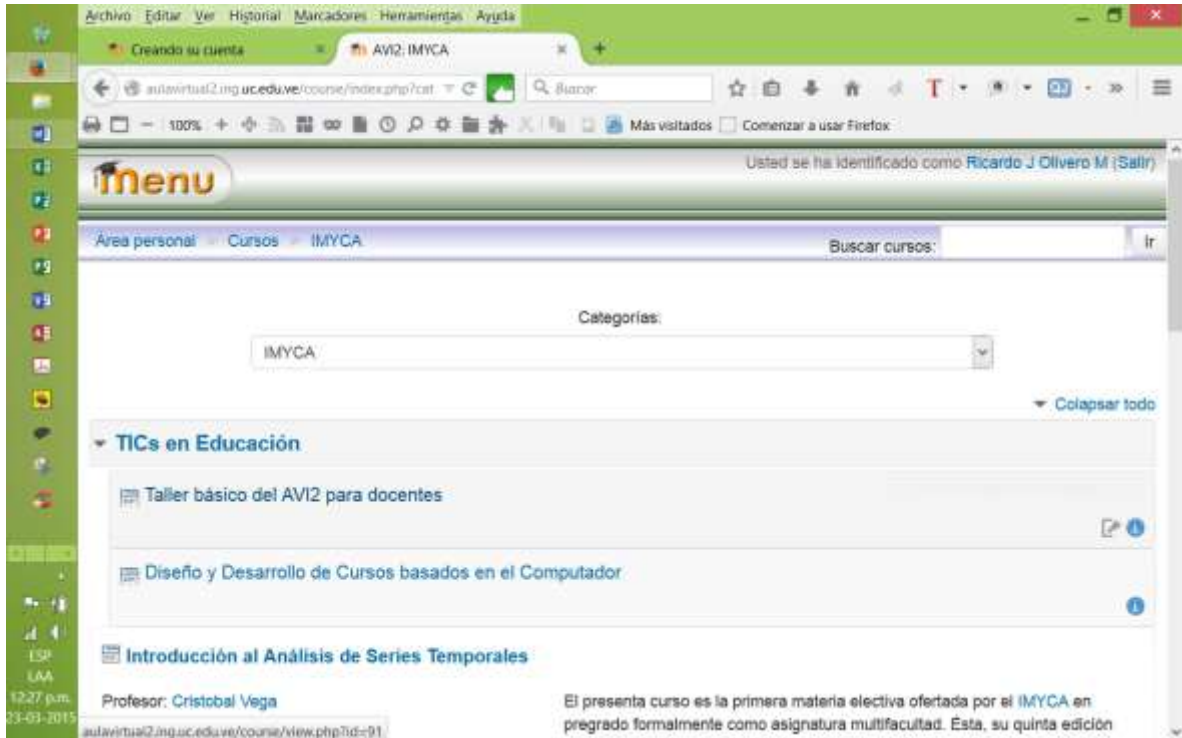 Archivo Editar Ver Historial Marcadores Herramientas Ayuda
Creando su cuenta
AVI2: IMYCA
aulavirtual2.ing.uc.edu.ve/course/index.php?cat
Buscar
100%
Más visitados
Comenzar a usar Firefox
menu
Usted se ha identificado como Ricardo J Olivero M (Salir)
Área personal Cursos IMYCA
Buscar cursos:
Ir
Categorías:
IMYCA
Colapsar todo
TICs en Educación
Taller básico del AVI2 para docentes
Diseño y Desarrollo de Cursos basados en el Computador
Introducción al Análisis de Series Temporales
Profesor: Cristobal Vega
El presenta curso es la primera materia electiva ofertada por el IMYCA en
pregrado formalmente como asignatura multifacultad. Ésta, su quinta edición
aulavirtual2.ing.uc.edu.ve/course/view.php?id=91
ESP
LAA
12:27 p.m.
23-03-2015